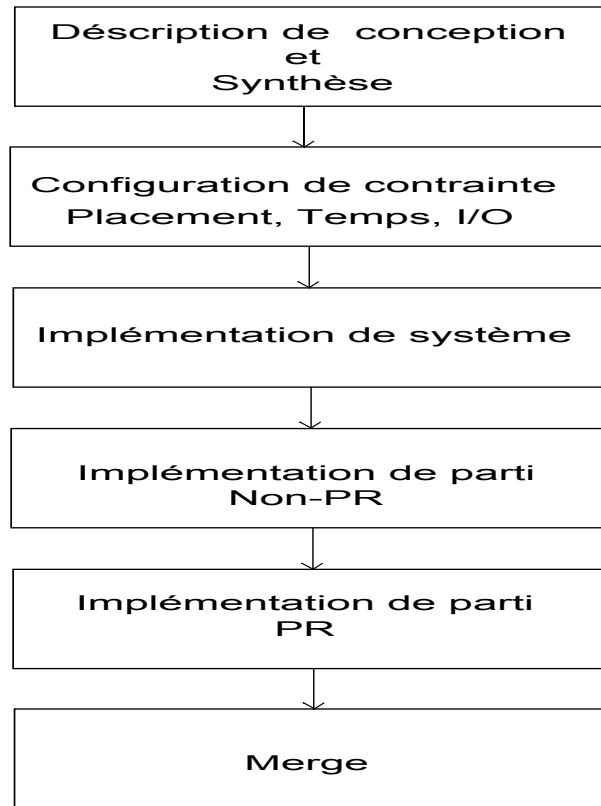 Déscription de conception
et
Synthèse
Configuration de contrainte
Placement, Temps, I/O
Implémentation de système
Implémentation de parti
Non-PR
Implémentation de parti
PR
Merge